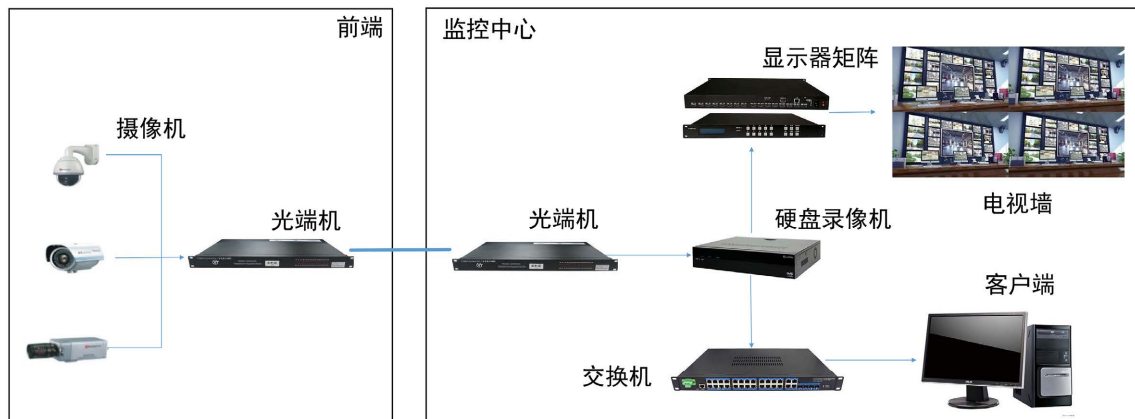 前端
监控中心
显示器矩阵
摄像机
电视墙
光端机
光端机
硬盘录像机
客户端
交换机